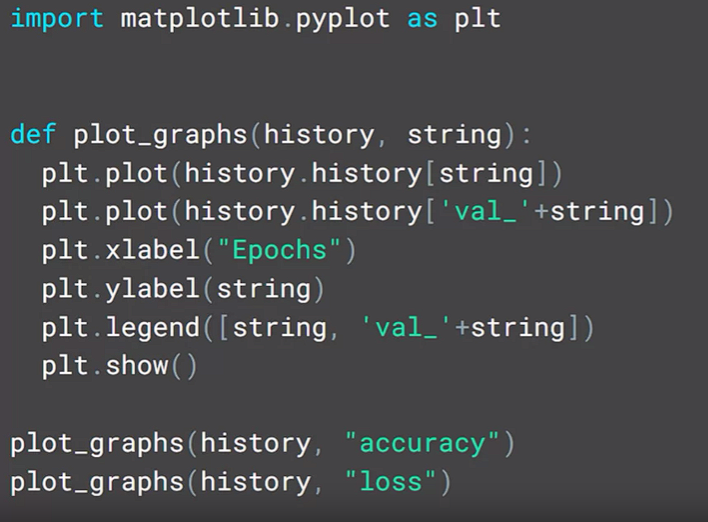 import matplotlib.pyplot as plt
def plot_graphs(history, string):
  plt.plot(history.history[string])
  plt.plot(history.history['val_'+string])
  plt.xlabel("Epochs")
  plt.ylabel(string)
  plt.legend([string, 'val_'+string])
  plt.show()
plot_graphs(history, "accuracy")
plot_graphs(history, "loss")